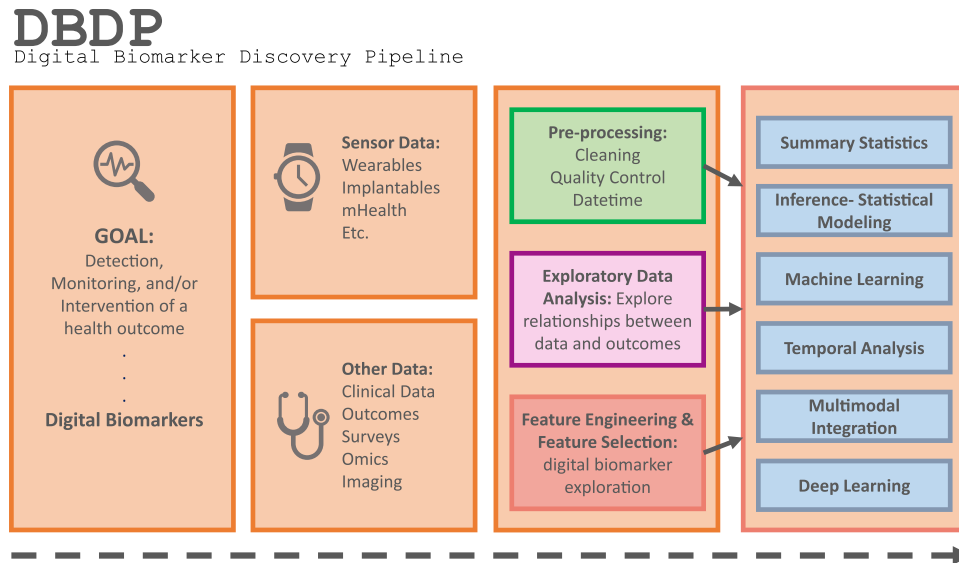 DBDP
Digital Biomarker Discovery Pipeline
GOAL:
Detection,
Monitoring, and/or
Intervention of a
health outcome
.
.
.
Digital Biomarkers
Sensor Data:
Wearables
Implantables
mHealth
Etc.
Other Data:
Clinical Data
Outcomes
Surveys
Omics
Imaging
Pre-processing:
Cleaning
Quality Control
Datetime
Exploratory Data
Analysis: Explore
relationships between
data and outcomes
Feature Engineering &
Feature Selection:
digital biomarker
exploration
Summary Statistics
Inference- Statistical
Modeling
Machine Learning
Temporal Analysis
Multimodal
Integration
Deep Learning